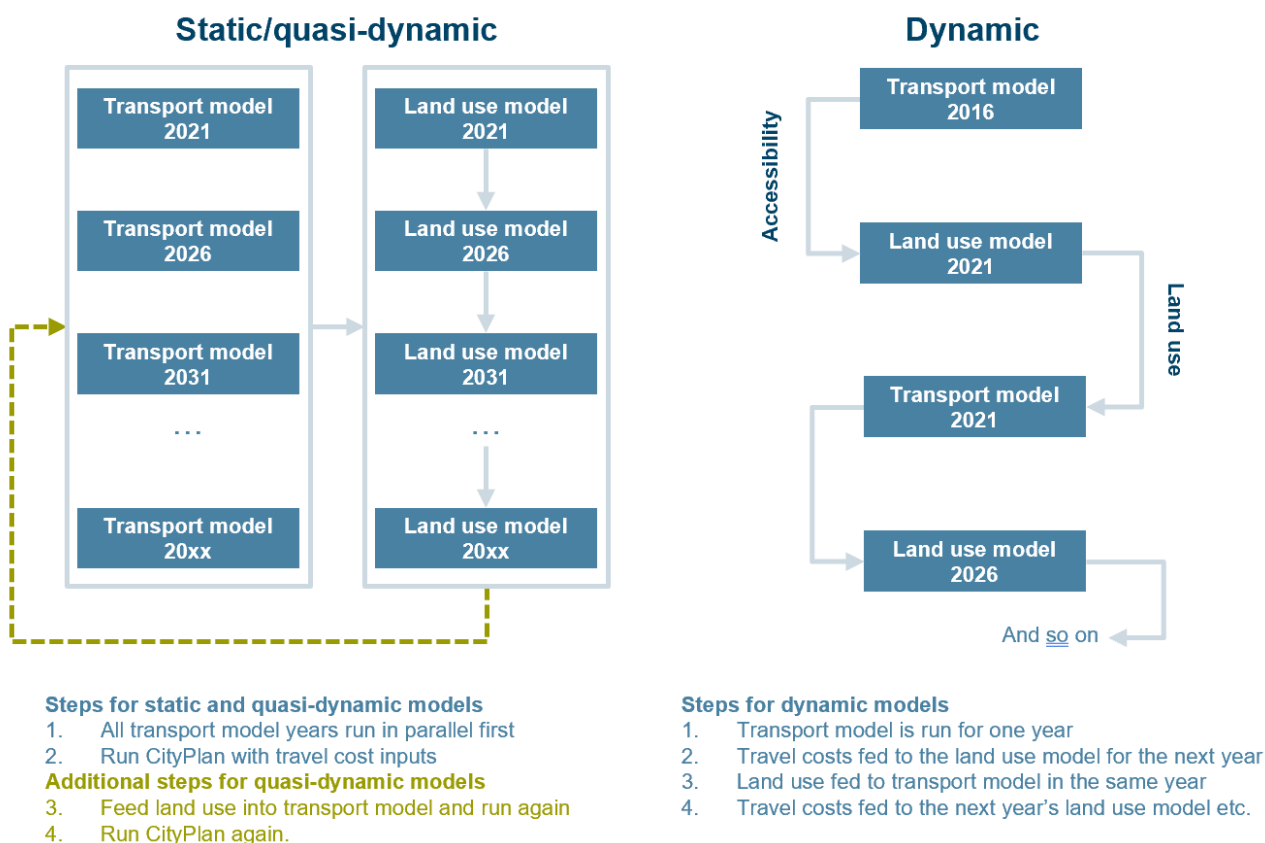 Static/quasi-dynamic
Transport model
2021
Transport model
2026
Transport model
2031
...
Transport model
20xx
Land use model
2021
Land use model
2026
Land use model
2031
...
Land use model
20xx
Steps for static and quasi-dynamic models
1. All transport model years run in parallel first
2. Run CityPlan with travel cost inputs
Additional steps for quasi-dynamic models
3. Feed land use into transport model and run again
4. Run CityPlan again.
Dynamic
Transport model
2016
Accessibility
Land use model
2021
Land use
Transport model
2021
Land use model
2026
And so on
Steps for dynamic models
1. Transport model is run for one year
2. Travel costs fed to the land use model for the next year
3. Land use fed to transport model in the same year
4. Travel costs fed to the next year’s land use model etc.